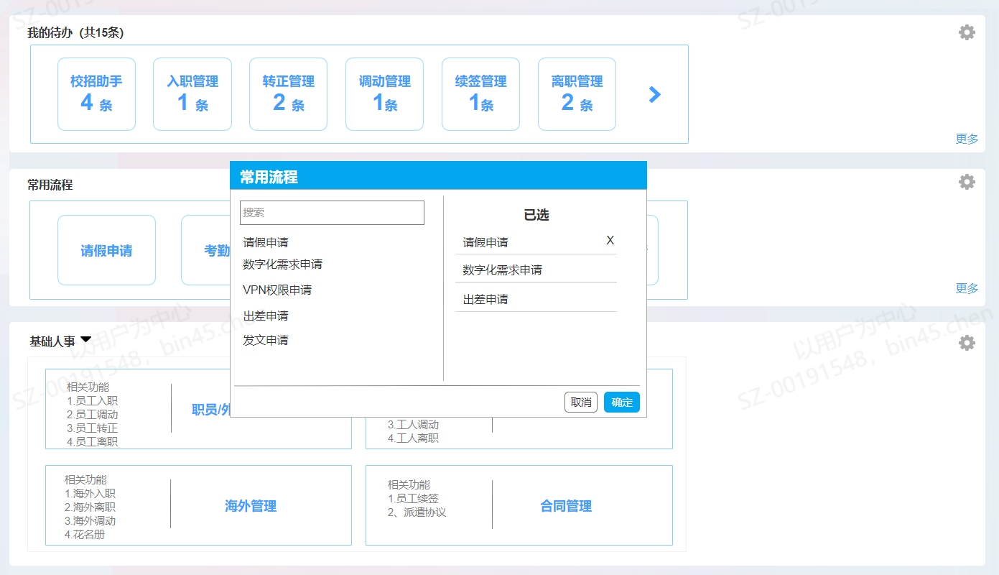 我的待办（共15条）
校招助手
4 条
入职管理
1 条
转正管理
2 条
调动管理
1条
续签管理
1条
离职管理
2 条
更多
常用流程
请假申请
考勤
更多
常用流程
搜索
请假申请
数字化需求申请
VPN权限申请
出差申请
发文申请
已选
请假申请 X
数字化需求申请
出差申请
取消 确定
基础人事
相关功能
1.员工入职
2.员工调动
3.员工转正
4.员工离职
职员/外
3.工人调动
4.工人离职
相关功能
1.海外入职
2.海外离职
3.海外调动
4.花名册
海外管理
相关功能
1.员工续签
2、派遣协议
合同管理
以用户为中心
SZ-00191548，bin45.chen
以用户为中心
SZ-00191548，bin45.chen